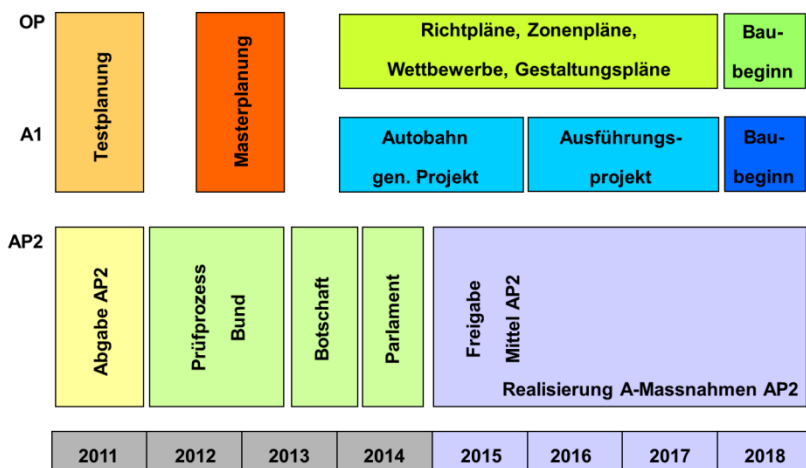 OP
Testplanung
Masterplanung
Richtpläne, Zonenpläne,
Wettbewerbe, Gestaltungspläne
Bau-
beginn
A1
Autobahn
gen. Projekt
Ausführungs-
projekt
Bau-
beginn
AP2
Abgabe AP2
Prüfprozess
Bund
Botschaft
Parlament
Freigabe
Mittel AP2
Realisierung A-Massnahmen AP2
2011 2012 2013 2014 2015 2016 2017 2018